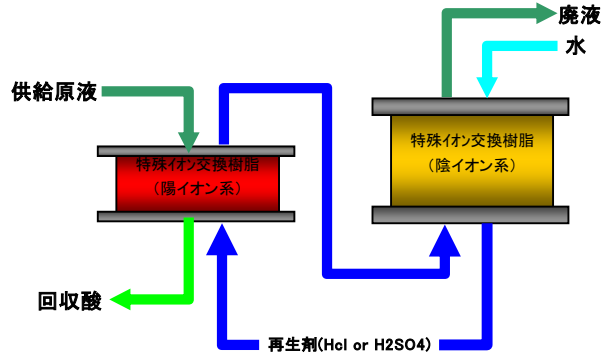 廃液
水
供給原液
特殊イオン交換樹脂
(陽イオン系)
特殊イオン交換樹脂
(陰イオン系)
回収酸
再生剤(Hcl or H2SO4)